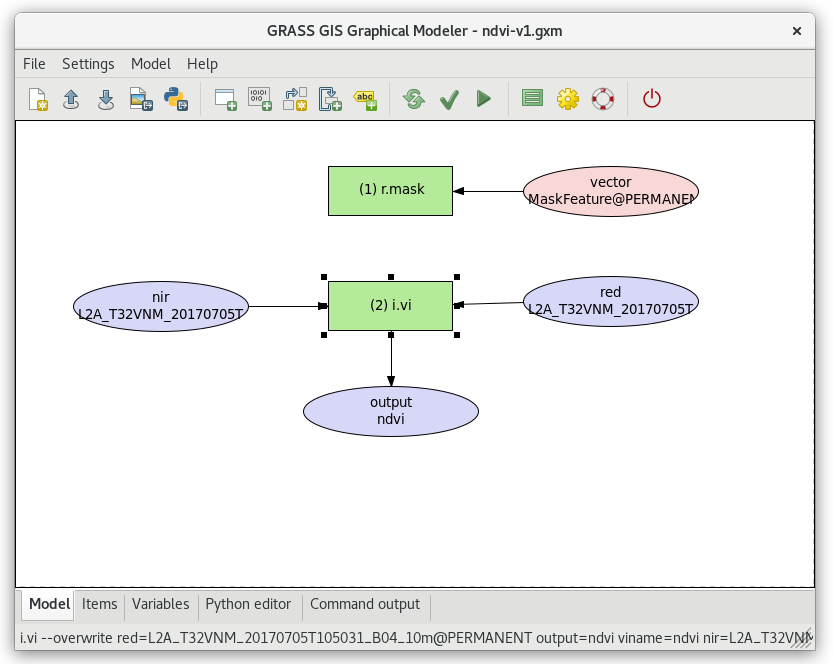 GRASS GIS Graphical Modeler - ndvi-v1.gxm
File Settings Model Help
(1) r.mask
vector
MaskFeature@PERMANEN
nir
L2A_T32VNM_20170705T
(2) i.vi
red
L2A_T32VNM_20170705T
output
ndvi
Model Items Variables Python editor Command output
i.vi --overwrite red=L2A_T32VNM_20170705T105031_B04_10m@PERMANENT output=ndvi viname=ndvi nir=L2A_T32VNM